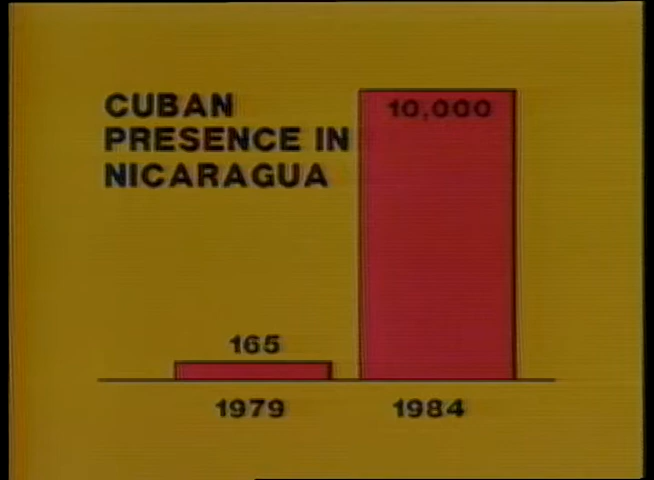 CUBAN
PRESENCE IN
NICARAGUA
10,000
165
1979 1984